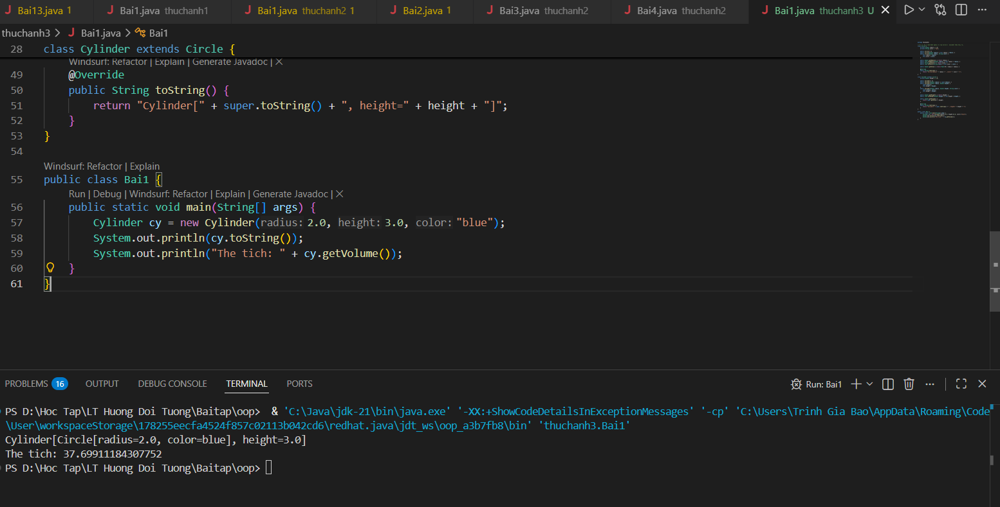 Bai13.java 1 Bai1.java thuchanh1 Bai1.java thuchanh2 1 Bai2.java 1 Bai3.java thuchanh2 Bai4.java thuchanh2 Bai1.java thuchanh3 U
thuchanh3 > Bai1.java > Bai1
28 class Cylinder extends Circle {
Windsurf: Refactor | Explain | Generate Javadoc | ×
49 @Override
50 public String toString() {
51 return "Cylinder[" + super.toString() + ", height=" + height + "]";
52 }
53 }
54
Windsurf: Refactor | Explain
55 public class Bai1 {
Run | Debug | Windsurf: Refactor | Explain | Generate Javadoc | ×
56 public static void main(String[] args) {
57 Cylinder cy = new Cylinder(radius: 2.0, height: 3.0, color: "blue");
58 System.out.println(cy.toString());
59 System.out.println("The tich: " + cy.getVolume());
60 }
61 }
PROBLEMS 16 OUTPUT DEBUG CONSOLE TERMINAL PORTS Run: Bai1
PS D:\Hoc Tap\LT Huong Doi Tuong\Baitap\oop> & 'C:\Java\jdk-21\bin\java.exe' '-XX:+ShowCodeDetailsInExceptionMessages' '-cp' 'C:\Users\Trinh Gia Bao\AppData\Roaming\Code
\User\workspaceStorage\178255eecfa4524f857c02113b042cd6\redhat.java\jdt_ws\oop_a3b7fb8\bin' 'thuchanh3.Bai1'
Cylinder[Circle[radius=2.0, color=blue], height=3.0]
The tich: 37.69911184307752
PS D:\Hoc Tap\LT Huong Doi Tuong\Baitap\oop>